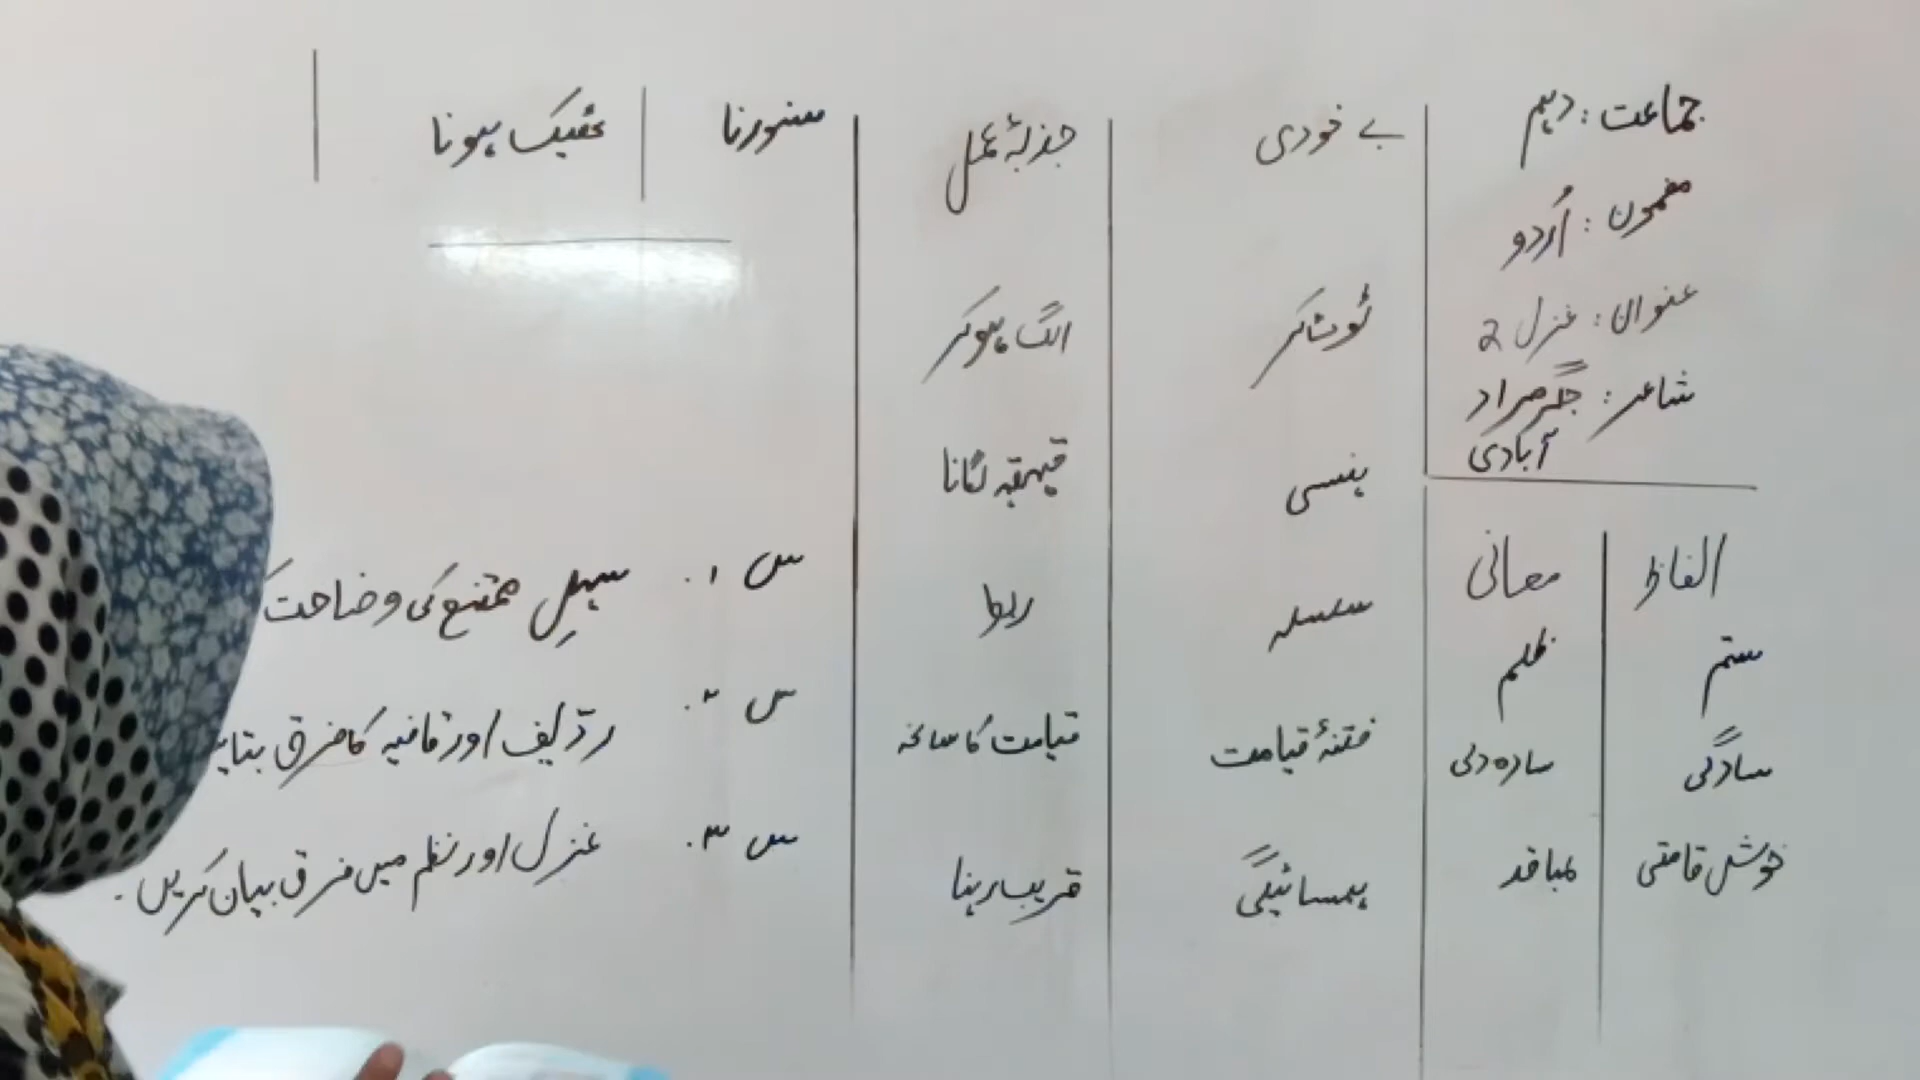 جماعت: دہم
مضمون: اُردو
عنوان: غزل 2
شاعر: جگر مراد
آبادی
الفاظ معانی
ستم ظلم
سادگی سادہ دلی
خوش قامتی لمبا قد
بے خودی جذبۂ عمل
ٹوٹ کر الگ ہو کر
ہنسی قہقہہ لگانا
سلسلہ ربط
فتنۂ قیامت قیامت کا سانحہ
ہمسائیگی قریب رہنا
سنورنا ٹھیک ہونا
س ۱. سہلِ ممتنع کی وضاحت
س ۲. ردیف اور قافیہ کا فرق
س ۳. غزل اور نظم میں فرق بیان کریں۔